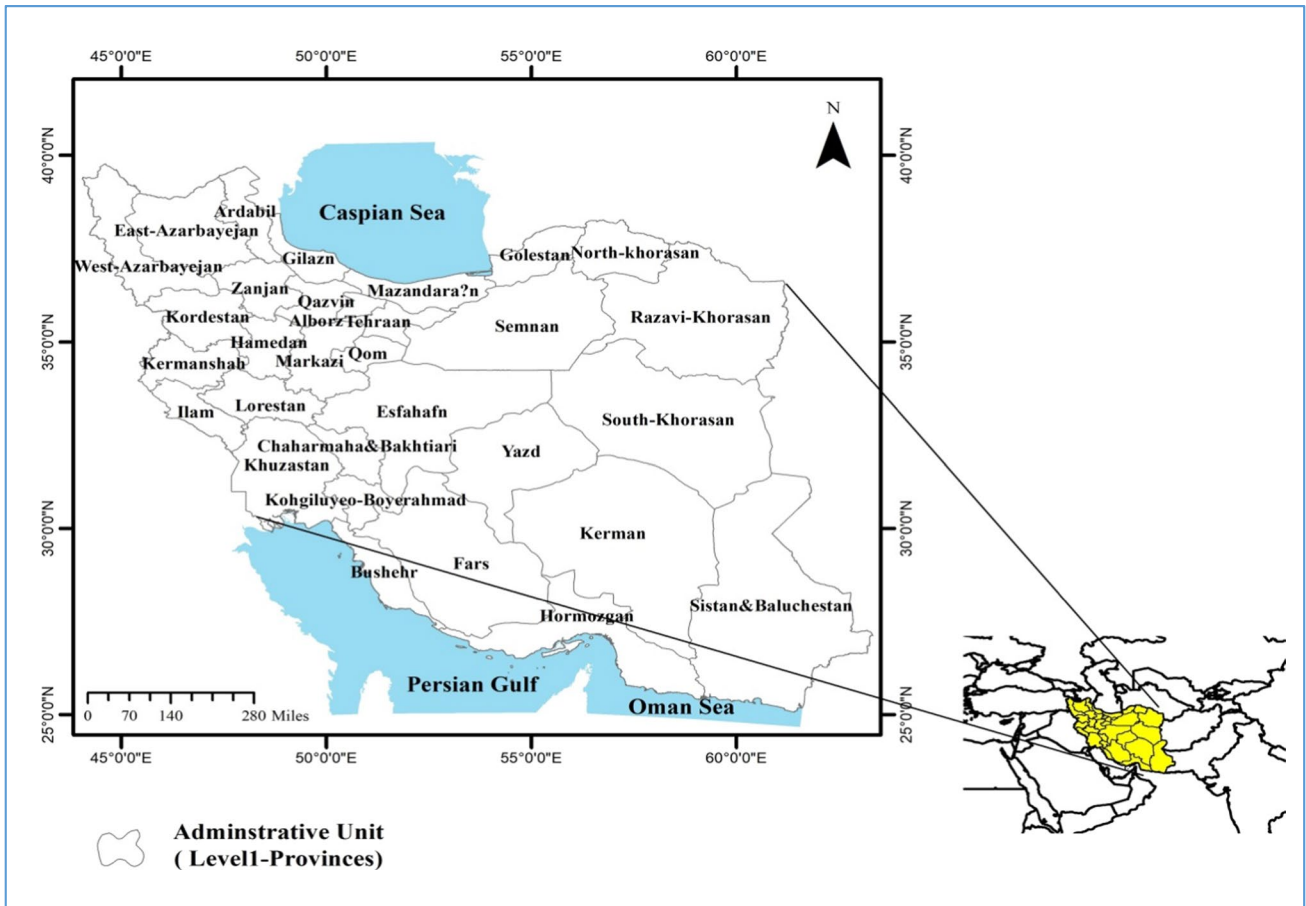 45°0'0"E 50°0'0"E 55°0'0"E 60°0'0"E
N
40°0'0"N 40°0'0"N
Caspian Sea
Ardabil
East-Azarbayejan
Golestan North-khorasan
Gilazn
West-Azarbayejan
Zanjan
Mazandara?n
Qazvin
Kordestan
Alborz Tehraan
Razavi-Khorasan
Semnan
35°0'0"N 35°0'0"N
Hamedan
Qom
Kermanshah
Markazi
Ilam
Lorestan
Esfahafn
South-Khorasan
Chaharmaha&Bakhtiari
Yazd
Khuzastan
Kohgiluyeo-Boyerahmad
30°0'0"N 30°0'0"N
Kerman
Fars
Bushehr
Sistan&Baluchestan
Hormozgan
Persian Gulf
Oman Sea
25°0'0"N 25°0'0"N
0 70 140 280 Miles
45°0'0"E 50°0'0"E 55°0'0"E 60°0'0"E
Adminstrative Unit
( Level1-Provinces)